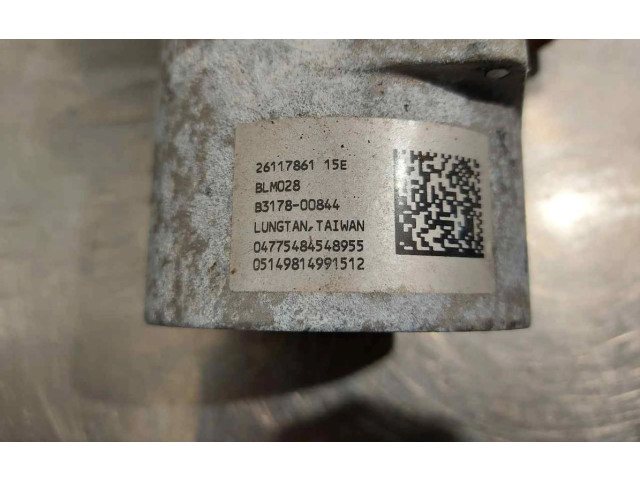 26117861 15E
BLM028
B3178-00844
LUNGTAN,TAIWAN
04775484548955
05149814991512